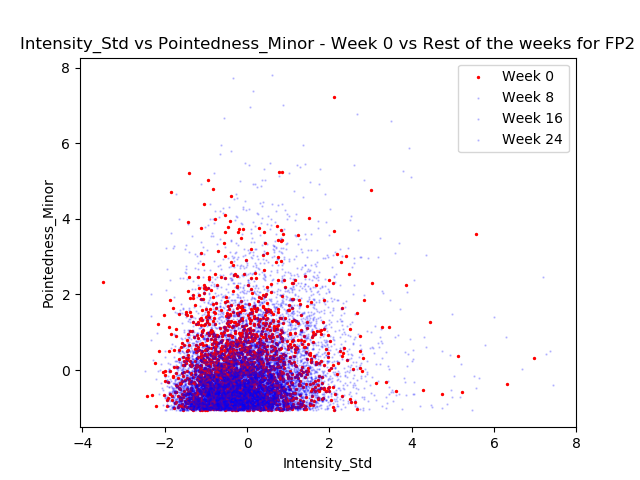 Intensity_Std vs Pointedness_Minor - Week 0 vs Rest of the weeks for FP2
Week 0
Week 8
Week 16
Week 24
8
6
4
2
0
Pointedness_Minor
−4
−2
0
2
4
6
8
Intensity_Std